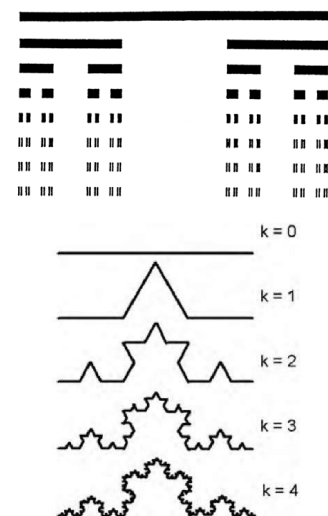 k = 0
k = 1
k = 2
k = 3
k = 4